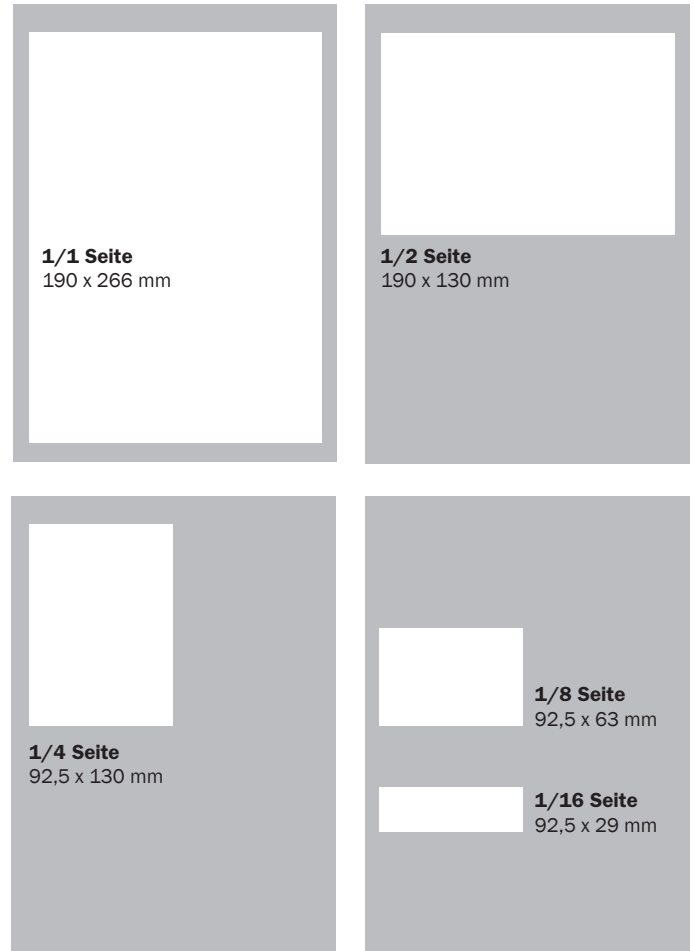 1/1 Seite
190 x 266 mm
1/2 Seite
190 x 130 mm
1/4 Seite
92,5 x 130 mm
1/8 Seite
92,5 x 63 mm
1/16 Seite
92,5 x 29 mm